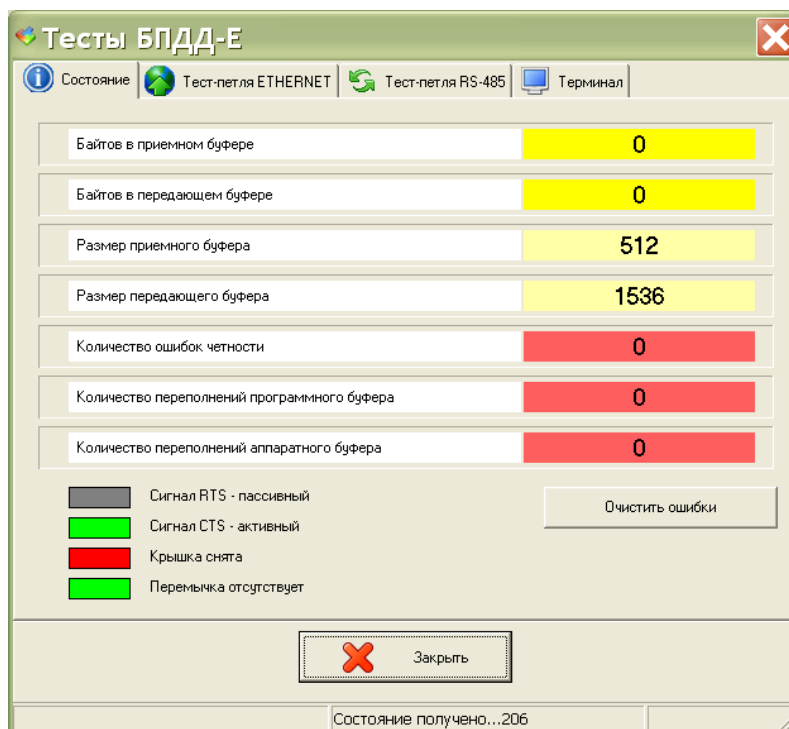 Тесты БПДД-Е
Состояние Тест-петля ETHERNET Тест-петля RS-485 Терминал
Байтов в приемном буфере 0
Байтов в передающем буфере 0
Размер приемного буфера 512
Размер передающего буфера 1536
Количество ошибок четности 0
Количество переполнений программного буфера 0
Количество переполнений аппаратного буфера 0
Сигнал RTS - пассивный
Очистить ошибки
Сигнал CTS - активный
Крышка снята
Перемычка отсутствует
Закрыть
Состояние получено...206